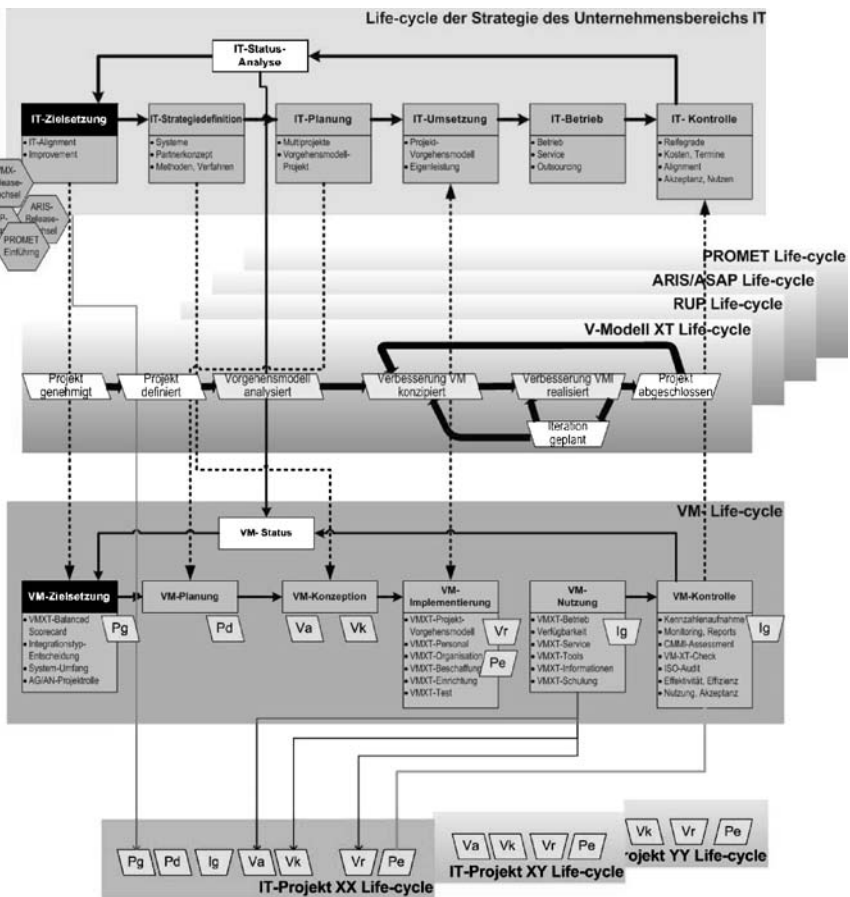 Life-cycle der Strategie des Unternehmensbereichs IT
IT-Status-
Analyse
IT-Zielsetzung
• IT-Alignment
• Improvement
IT-Strategiedefinition
• Systeme
• Partnerkonzept
• Methoden, Verfahren
IT-Planung
• Multiprojekte
• Vorgehensmodell-
Projekt
IT-Umsetzung
• Projekt-
Vorgehensmodell
• Eigenleistung
IT-Betrieb
• Betrieb
• Service
• Outsourcing
IT- Kontrolle
• Reifegrade
• Kosten, Termine
• Alignment
• Akzeptanz, Nutzen
ARIS-
PROMET
Einführng
PROMET Life-cycle
ARIS/ASAP Life-cycle
RUP Life-cycle
V-Modell XT Life-cycle
Projekt
genehmigt
Projekt
definiert
Vorgehensmodell
analysiert
Verbesserung VM
konzipiert
Verbesserung VMI
realisiert
Projekt
abgeschlossen
Iteration
geplant
VM- Life-cycle
VM- Status
VM-Zielsetzung
• VMXT-Balanced
Scorecard
• Integrationstyp-
Entscheidung
• System-Umfang
• AG/AN-Projektrolle
Pg
VM-Planung
Pd
VM-Konzeption
Va
Vk
VM-
Implementierung
• VMXT-Projekt-
Vorgehensmodell
• VMXT-Personal
• VMXT-Organisation
• VMXT-Beschaffung
• VMXT-Einrichtung
• VMXT-Test
Vr
Pe
VM-
Nutzung
• VMXT-Betrieb
Verfügbarkeit
• VMXT-Service
• VMXT-Tools
• VMXT-Informationen
• VMXT-Schulung
Ig
VM-Kontrolle
• Kennzahlenaufnahme
• Monitoring, Reports
• CMMI-Assessment
• VM-XT-Check
• ISO-Audit
• Effektivität, Effizienz
• Nutzung, Akzeptanz
Ig
Pg Pd Ig Va Vk Vr Pe
IT-Projekt XX Life-cycle
Va Vk Vr Pe
IT-Projekt XY Life-cycle
Vk Vr Pe
rojekt YY Life-cycle